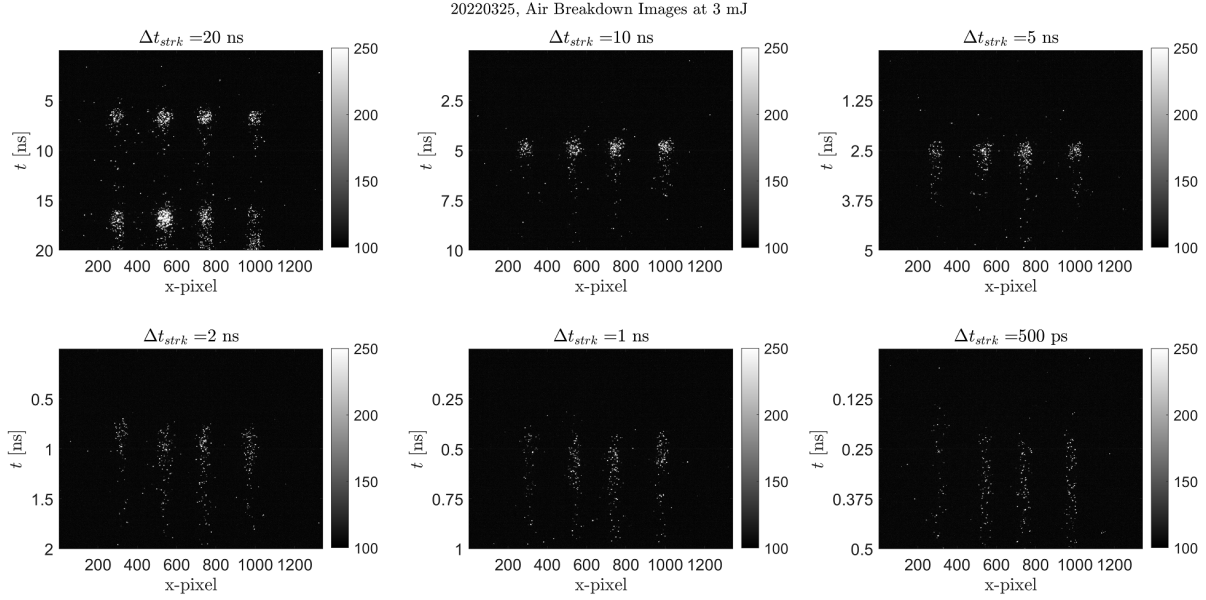 20220325, Air Breakdown Images at 3 mJ
Δt_strk =20 ns
5
10
15
20
t [ns]
200 400 600 800 1000 1200
x-pixel
250
200
150
100
Δt_strk =10 ns
2.5
5
7.5
10
t [ns]
200 400 600 800 1000 1200
x-pixel
250
200
150
100
Δt_strk =5 ns
1.25
2.5
3.75
5
t [ns]
200 400 600 800 1000 1200
x-pixel
250
200
150
100
Δt_strk =2 ns
0.5
1
1.5
2
t [ns]
200 400 600 800 1000 1200
x-pixel
250
200
150
100
Δt_strk =1 ns
0.25
0.5
0.75
1
t [ns]
200 400 600 800 1000 1200
x-pixel
250
200
150
100
Δt_strk =500 ps
0.125
0.25
0.375
0.5
t [ns]
200 400 600 800 1000 1200
x-pixel
250
200
150
100